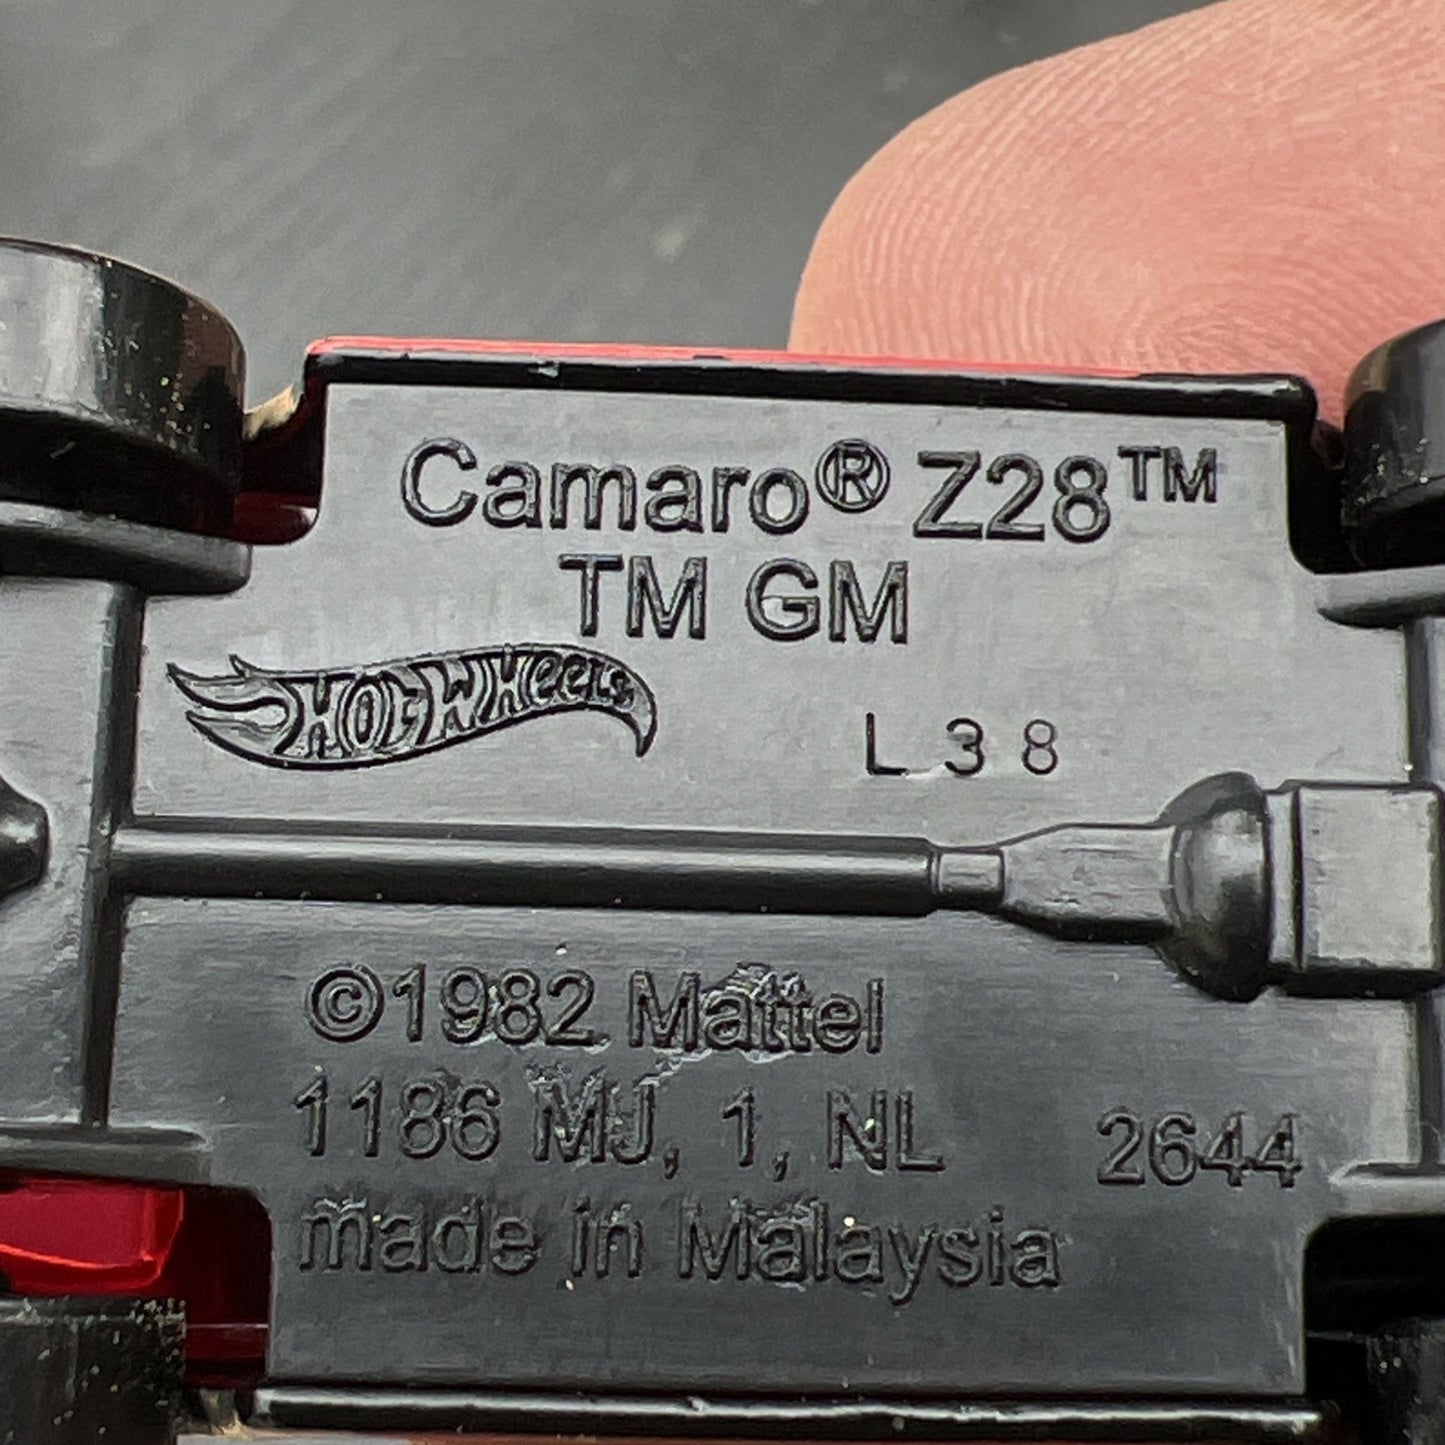 Camaro® Z28™
TM GM
HOT WHEELS
L 3 8
©1982 Mattel
1186 MJ, 1, NL 2644
made in Malaysia